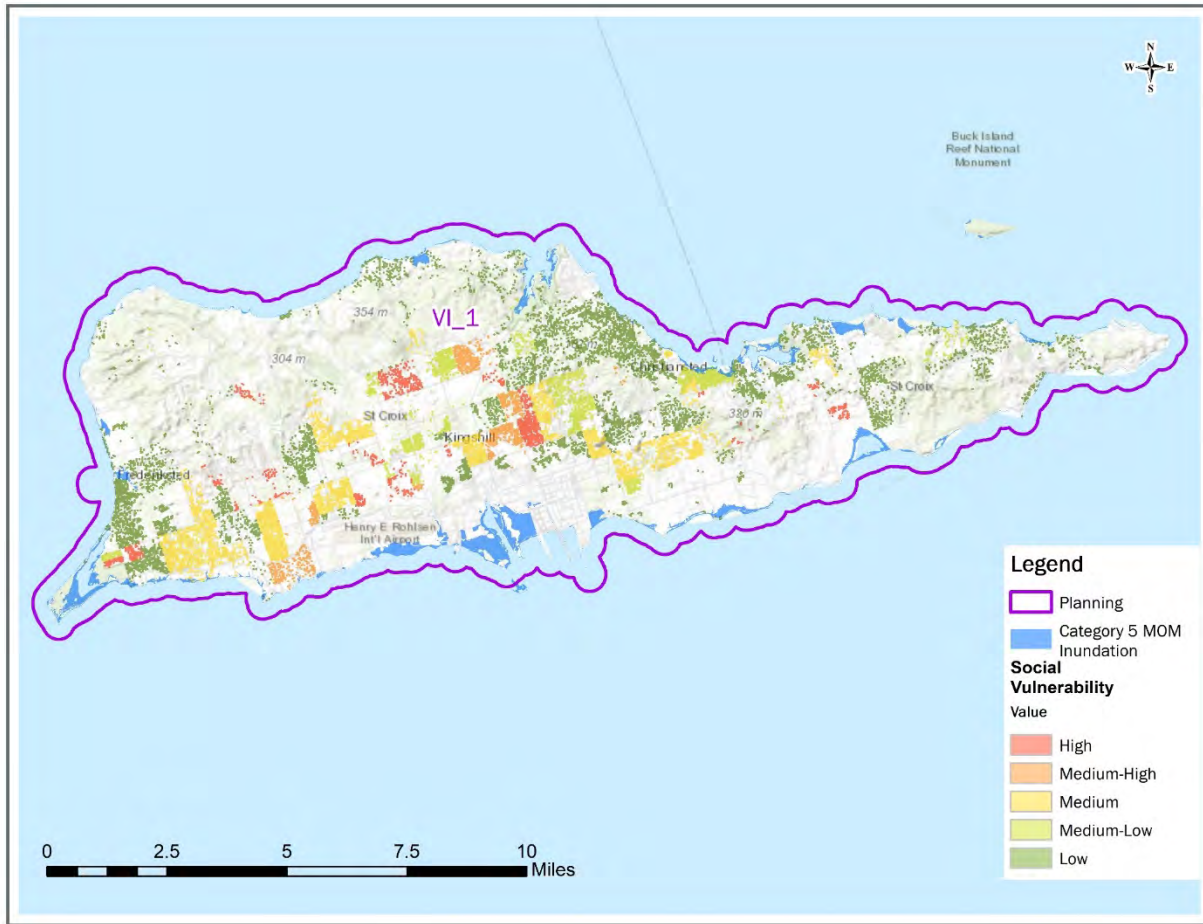 N
W E
S
Buck Island
Reef National
Monument
354 m
VI_1
304 m
St Croix
St Croix
Kingshill
Frederiksted
Henry E Rohlsen
Int'l Airport
Legend
Planning
Category 5 MOM
Inundation
Social
Vulnerability
Value
High
Medium-High
Medium
Medium-Low
Low
0 2.5 5 7.5 10
Miles